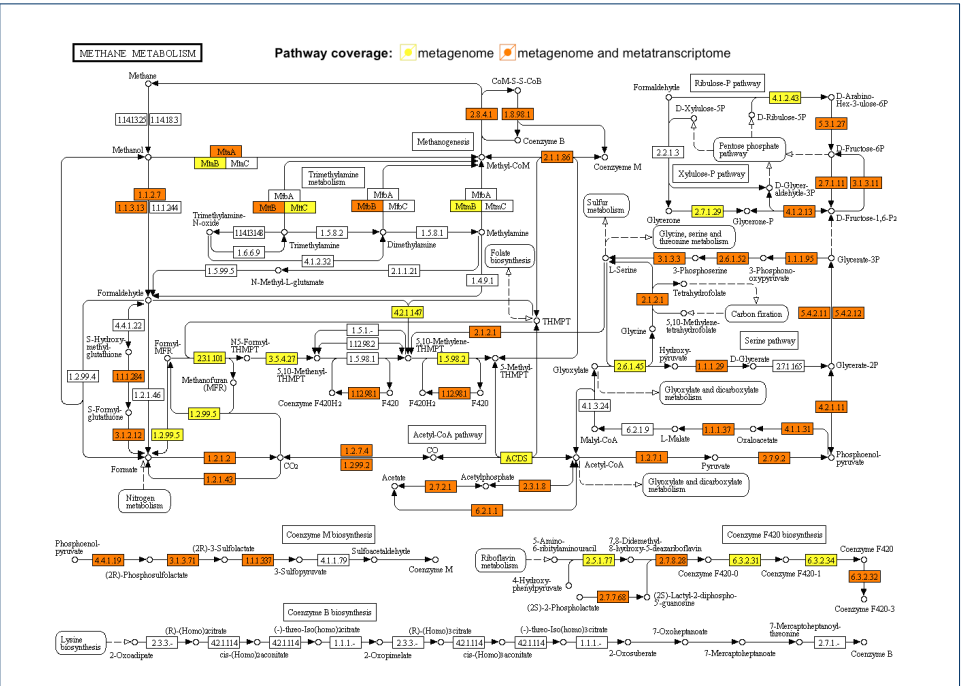 METHANE METABOLISM
Pathway coverage: metagenome metagenome and metatranscriptome
Methane
CoM-S-S-CoB
1.14.13.25 1.14.18.3
2.8.4.1 1.8.98.1
Coenzyme B
Methanogenesis
Methanol
MtaA
MtaB MtaC
Methyl-CoM
2.1.1.86
Coenzyeme M
1.1.2.7
1.1.3.13 1.1.1.244
Trimethylamine
metabolism
MtbA
MttB MttC
MtbA
MtbB MtbC
MtbA
MtmB MtmC
Trimethylamine
N-oxide
1.14.13.148
Trimethylamine
1.5.8.2
Dimethylamine
1.5.8.1
Methylamine
1.6.6.9
4.1.2.32
1.5.99.5
N-Methyl-L-glutamate
2.1.1.21
1.4.9.1
Folate
biosynthesis
Formaldehyde
4.4.1.22
S-Hydroxy-
methyl-
glutathione
1.2.99.4
1.1.1.284
1.2.1.46
S-Formyl-
glutathione
3.1.2.12
Formate
Nitrogen
metabolism
Formyl-
MFR
2.3.1.101
N5-Formyl-
THMPT
3.5.4.27
5,10-Methenyl-
THMPT
1.5.1.-
1.12.98.2
1.5.98.1
5,10-Methylene-
THMPT
4.2.1.147
THMPT
2.1.2.1
1.5.98.2
5-Methyl-
THMPT
Methanofuran
(MFR)
1.2.99.5
1.2.99.5
1.12.98.1
Coenzyme F420H2 F420
1.12.98.1
F420H2 F420
1.2.1.2
1.2.1.43
CO2
1.2.7.4
1.2.99.2
CO
Acetyl-CoA pathway
ACDS
Acetyl-CoA
Acetate
2.7.2.1
Acetylphosphate
2.3.1.8
6.2.1.1
Glyoxylate and dicarboxylate
metabolism
Formaldehyde
Ribulose-P pathway
4.1.2.43
D-Arabino-
Hex-3-ulose-6P
D-Xylulose-5P
D-Ribulose-5P
5.3.1.27
2.2.1.3
Pentose phosphate
pathway
D-Fructose-6P
Xylulose-P pathway
D-Glycer-
aldehyde-3P
2.7.1.11 3.1.3.11
Glycerone
2.7.1.29
Glycerone-P
4.1.2.13
D-Fructose-1,6-P2
Sulfur
metabolism
Glycine, serine and
threonine metabolism
L-Serine
3.1.3.3
3-Phosphoserine
2.6.1.52
3-Phosphono-
oxypyruvate
1.1.1.95
Glycerate-3P
Tetrahydrofolate
2.1.2.1
Carbon fixation
5,10-Methylene-
tetrahydrofolate
5.4.2.11 5.4.2.12
Glycine
Serine pathway
Glyoxylate
2.6.1.45
Hydroxy-
pyruvate
1.1.1.29
D-Glycerate
2.7.1.165
Glycerate-2P
Glyoxylate and dicarboxylate
metabolism
4.1.3.24
4.2.1.11
Malyl-CoA
6.2.1.9
L-Malate
1.1.1.37
Oxaloacetate
4.1.1.31
1.2.7.1
Pyruvate
2.7.9.2
Phosphoenol-
pyruvate
Coenzyme M biosynthesis
Phosphoenol-
pyruvate
4.4.1.19
(2R)-Phosphosulfolactate
3.1.3.71
(2R)-3-Sulfolactate
1.1.1.337
3-Sulfopyruvate
4.1.1.79
Sulfoacetaldehyde
Coenzyme M
Riboflavin
metabolism
5-Amino-
6-ribitylaminouracil
4-Hydroxy-
phenylpyruvate
2.5.1.77
7,8-Didemethyl-
8-hydroxy-5-deazariboflavin
2.7.8.28
Coenzyme F420 biosynthesis
Coenzyme F420-0
6.3.2.31
Coenzyme F420-1
6.3.2.34
Coenzyme F420
6.3.2.32
Coenzyme F420-3
(2S)-2-Phospholactate
2.7.7.68
(2S)-Lactyl-2-diphospho-
5'-guanosine
Coenzyme B biosynthesis
Lysine
biosynthesis
2-Oxoadipate
2.3.3.-
(R)-(Homo)2citrate
4.2.1.114
cis-(Homo)2aconitate
4.2.1.114
(-)-threo-Iso(homo)2citrate
1.1.1.-
2-Oxopimelate
2.3.3.-
(R)-(Homo)3citrate
4.2.1.114
cis-(Homo)3aconitate
4.2.1.114
(-)-threo-Iso(homo)3citrate
1.1.1.-
2-Oxosuberate
7-Oxoheptanoate
7-Mercaptoheptanoate
7-Mercaptoheptanoyl-
threonine
2.7.1.-
Coenzyme B